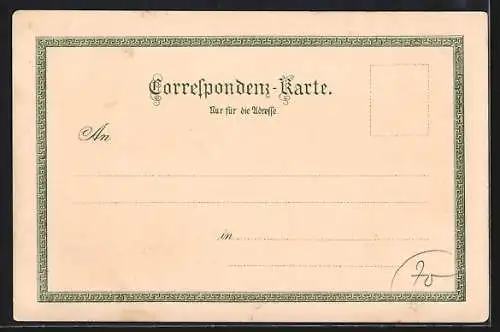 Correſpondenz-Karte.
Nur für die Adreſſe
An
in
70